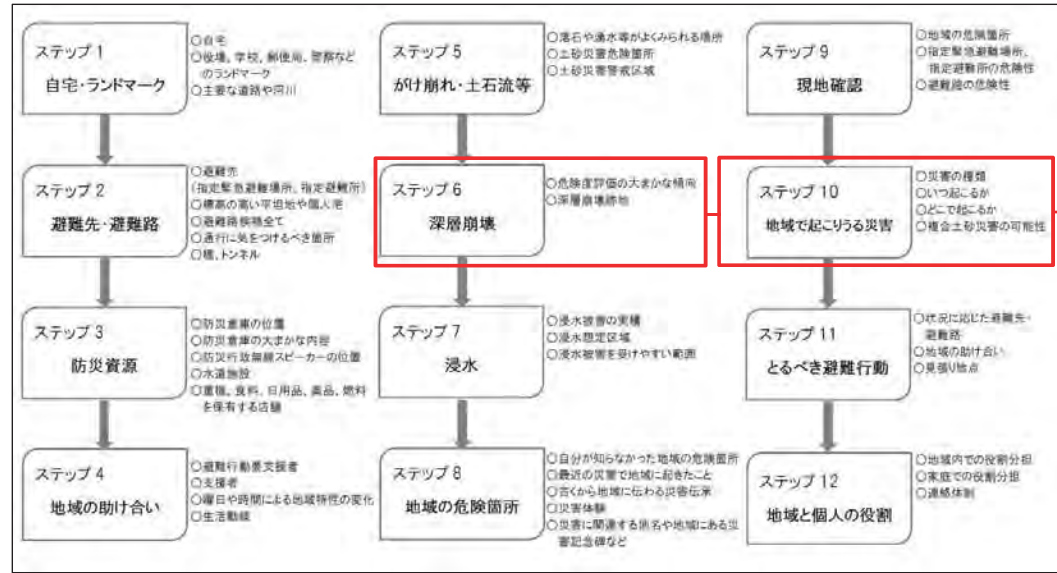 ステップ 1
自宅・ランドマーク
○自宅
○役場、学校、郵便局、警察など
のランドマーク
○主要な道路や河川
ステップ 2
避難先・避難路
○避難先
(指定緊急避難場所、指定避難所)
○標高の高い平坦地や個人宅
○避難路候補全て
○通行に気をつけるべき箇所
○橋、トンネル
ステップ 3
防災資源
○防災倉庫の位置
○防災倉庫の大まかな内容
○防災行政無線スピーカーの位置
○水道施設
○重機、食料、日用品、薬品、燃料
を保有する店舗
ステップ 4
地域の助け合い
○避難行動要支援者
○支援者
○曜日や時間による地域特性の変化
○生活動線
ステップ 5
がけ崩れ・土石流等
○落石や湧水等がよくみられる場所
○土砂災害危険箇所
○土砂災害警戒区域
ステップ 6
深層崩壊
○危険度評価の大まかな傾向
○深層崩壊跡地
ステップ 7
浸水
○浸水被害の実績
○浸水想定区域
○浸水被害を受けやすい範囲
ステップ 8
地域の危険箇所
○自分が知らなかった地域の危険箇所
○最近の災害で地域に起きたこと
○古くから地域に伝わる災害伝承
○災害体験
○災害に関連する地名や地域にある災
害記念碑など
ステップ 9
現地確認
○地域の危険箇所
○指定緊急避難場所、
指定避難所の危険性
○避難路の危険性
ステップ 10
地域で起こりうる災害
○災害の種類
○いつ起こるか
○どこで起こるか
○複合土砂災害の可能性
ステップ 11
とるべき避難行動
○状況に応じた避難先・
避難路
○地域の助け合い
○見張り地点
ステップ 12
地域と個人の役割
○地域内での役割分担
○家庭での役割分担
○連絡体制